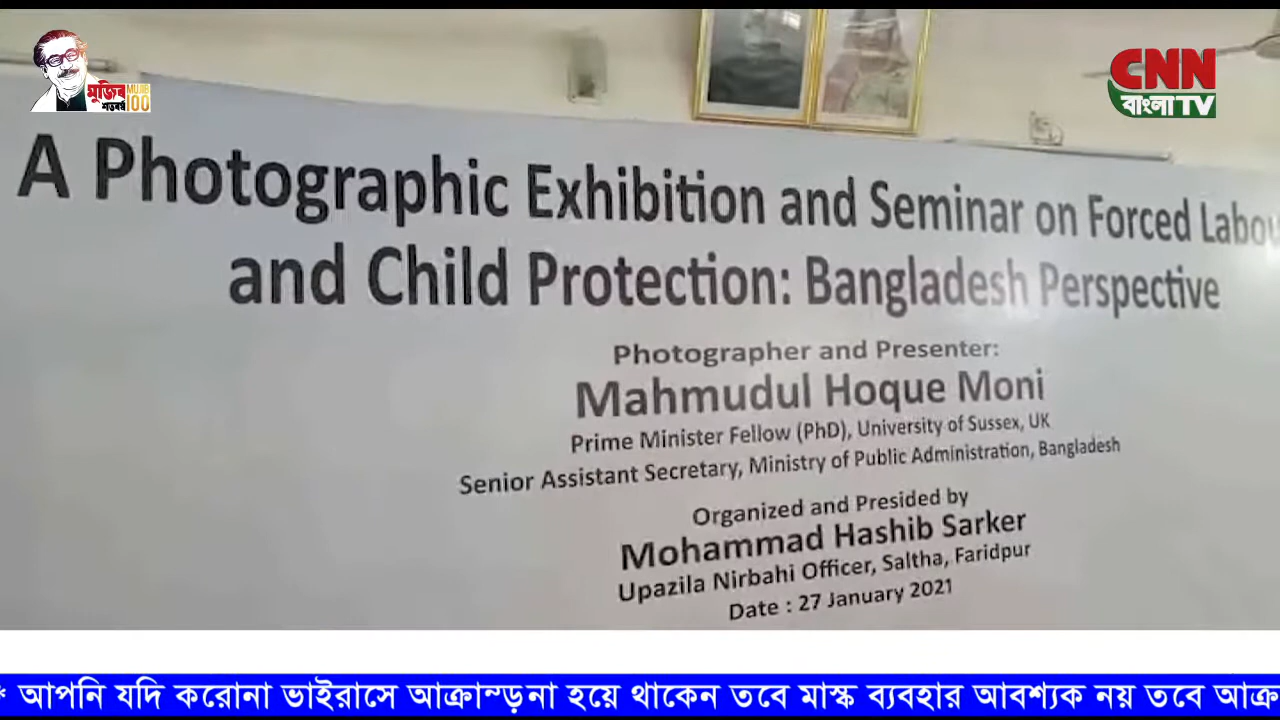 মুজিব
শতবর্ষ
MUJIB
100
CNN
বাংলা TV
A Photographic Exhibition and Seminar on Forced Labou
and Child Protection: Bangladesh Perspective
Photographer and Presenter:
Mahmudul Hoque Moni
Prime Minister Fellow (PhD), University of Sussex, UK
Senior Assistant Secretary, Ministry of Public Administration, Bangladesh
Organized and Presided by
Mohammad Hashib Sarker
Upazila Nirbahi Officer, Saltha, Faridpur
Date : 27 January 2021
* আপনি যদি করোনা ভাইরাসে আক্রান্ড়না হয়ে থাকেন তবে মাস্ক ব্যবহার আবশ্যক নয় তবে আক্র